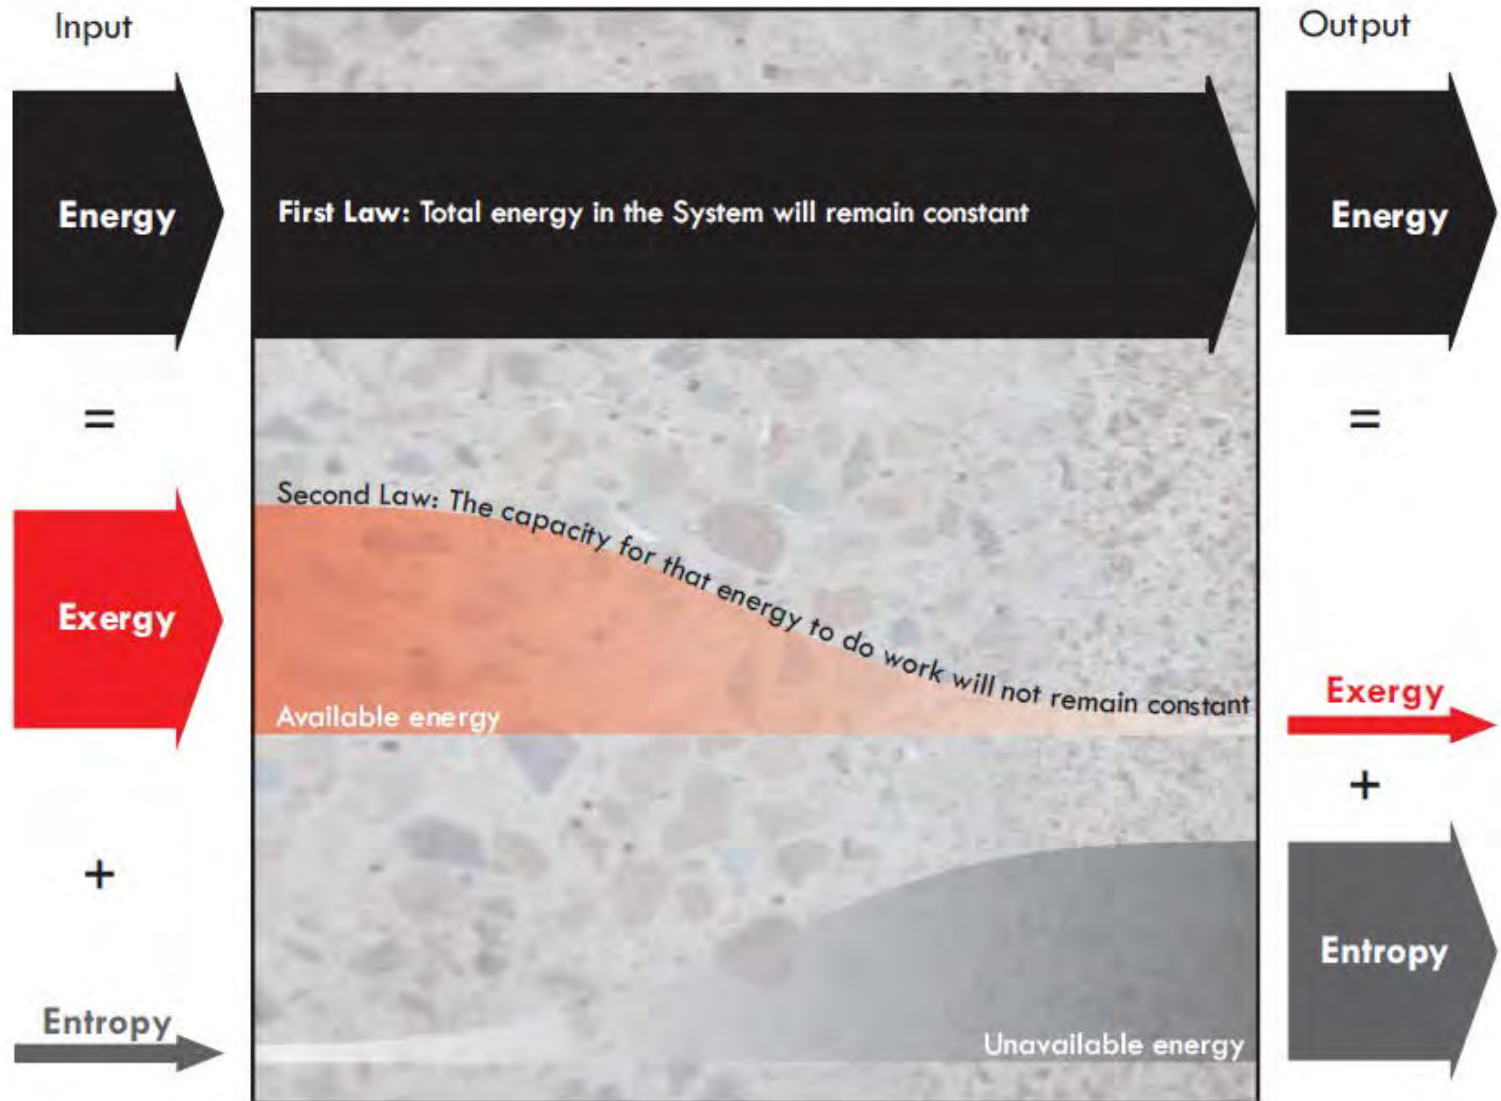 Input
Output
Energy
First Law: Total energy in the System will remain constant
Energy
=
=
Second Law: The capacity for that energy to do work will not remain constant
Exergy
Available energy
Exergy
+
+
Entropy
Entropy
Unavailable energy